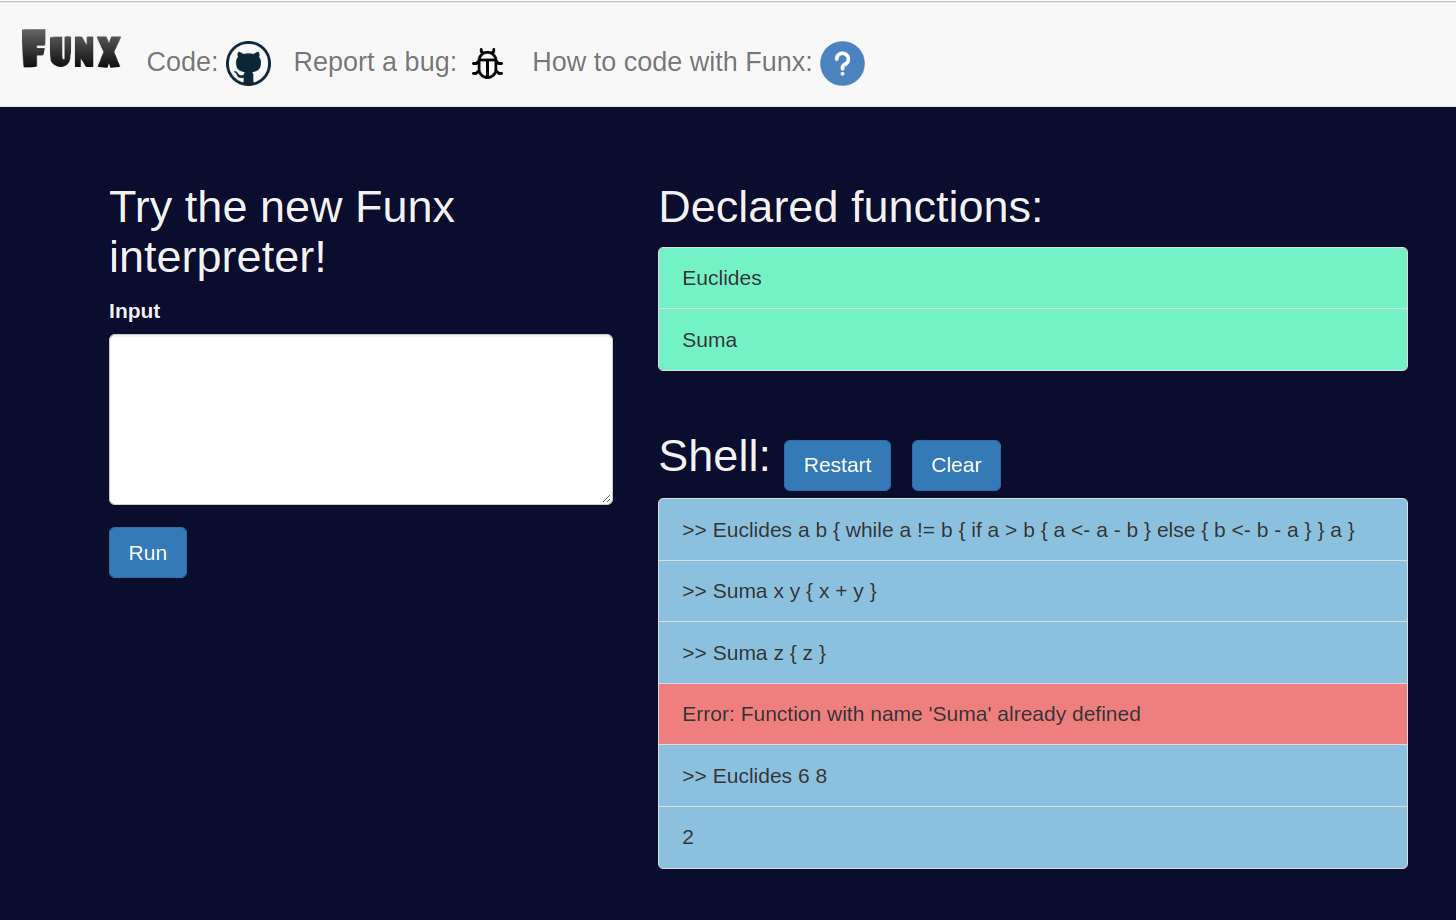 Funx Code: Report a bug: How to code with Funx: ?
Try the new Funx
interpreter!
Input
Run
Declared functions:
Euclides
Suma
Shell: Restart Clear
>> Euclides a b { while a != b { if a > b { a <- a - b } else { b <- b - a } } a }
>> Suma x y { x + y }
>> Suma z { z }
Error: Function with name 'Suma' already defined
>> Euclides 6 8
2